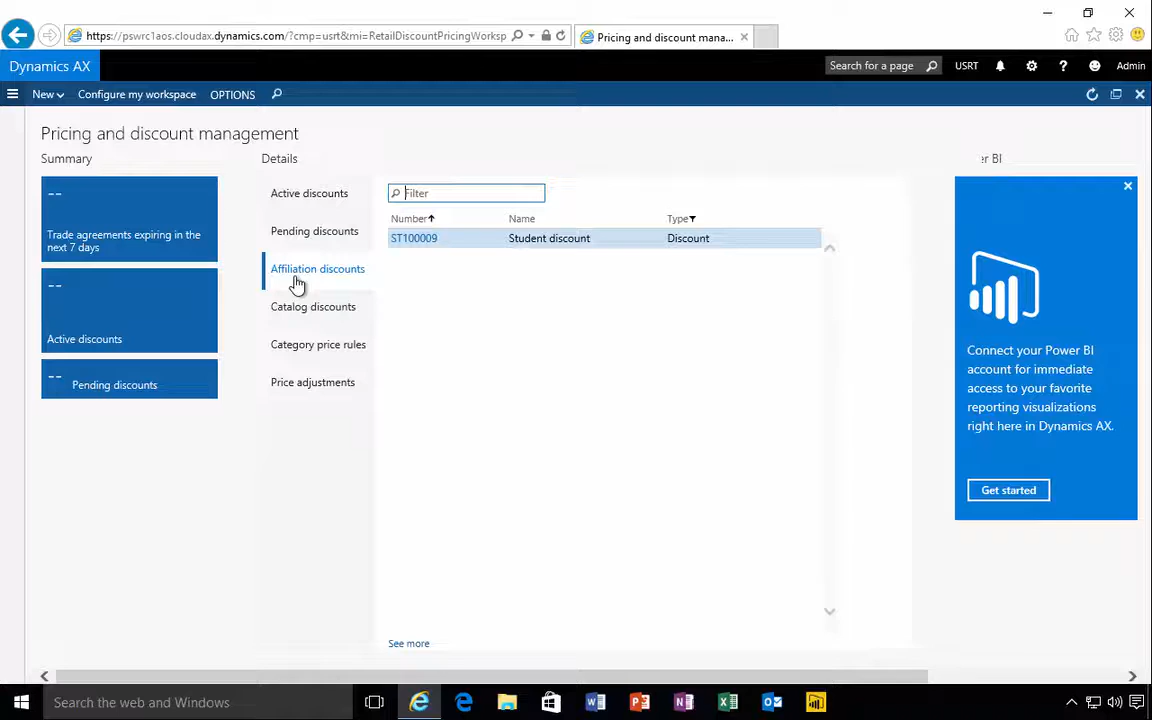 https://pswrc1aos.cloudax.dynamics.com/?cmp=usrt&mi=RetailDiscountPricingWorksp
Pricing and discount mana...
Dynamics AX
Search for a page
USRT
Admin
New
Configure my workspace
OPTIONS
Pricing and discount management
Summary
Details
er BI
--
Trade agreements expiring in the
next 7 days
--
Active discounts
--
Pending discounts
Active discounts
Pending discounts
Affiliation discounts
Catalog discounts
Category price rules
Price adjustments
Filter
Number
Name
Type
ST100009
Student discount
Discount
See more
Connect your Power BI
account for immediate
access to your favorite
reporting visualizations
right here in Dynamics AX.
Get started
Search the web and Windows